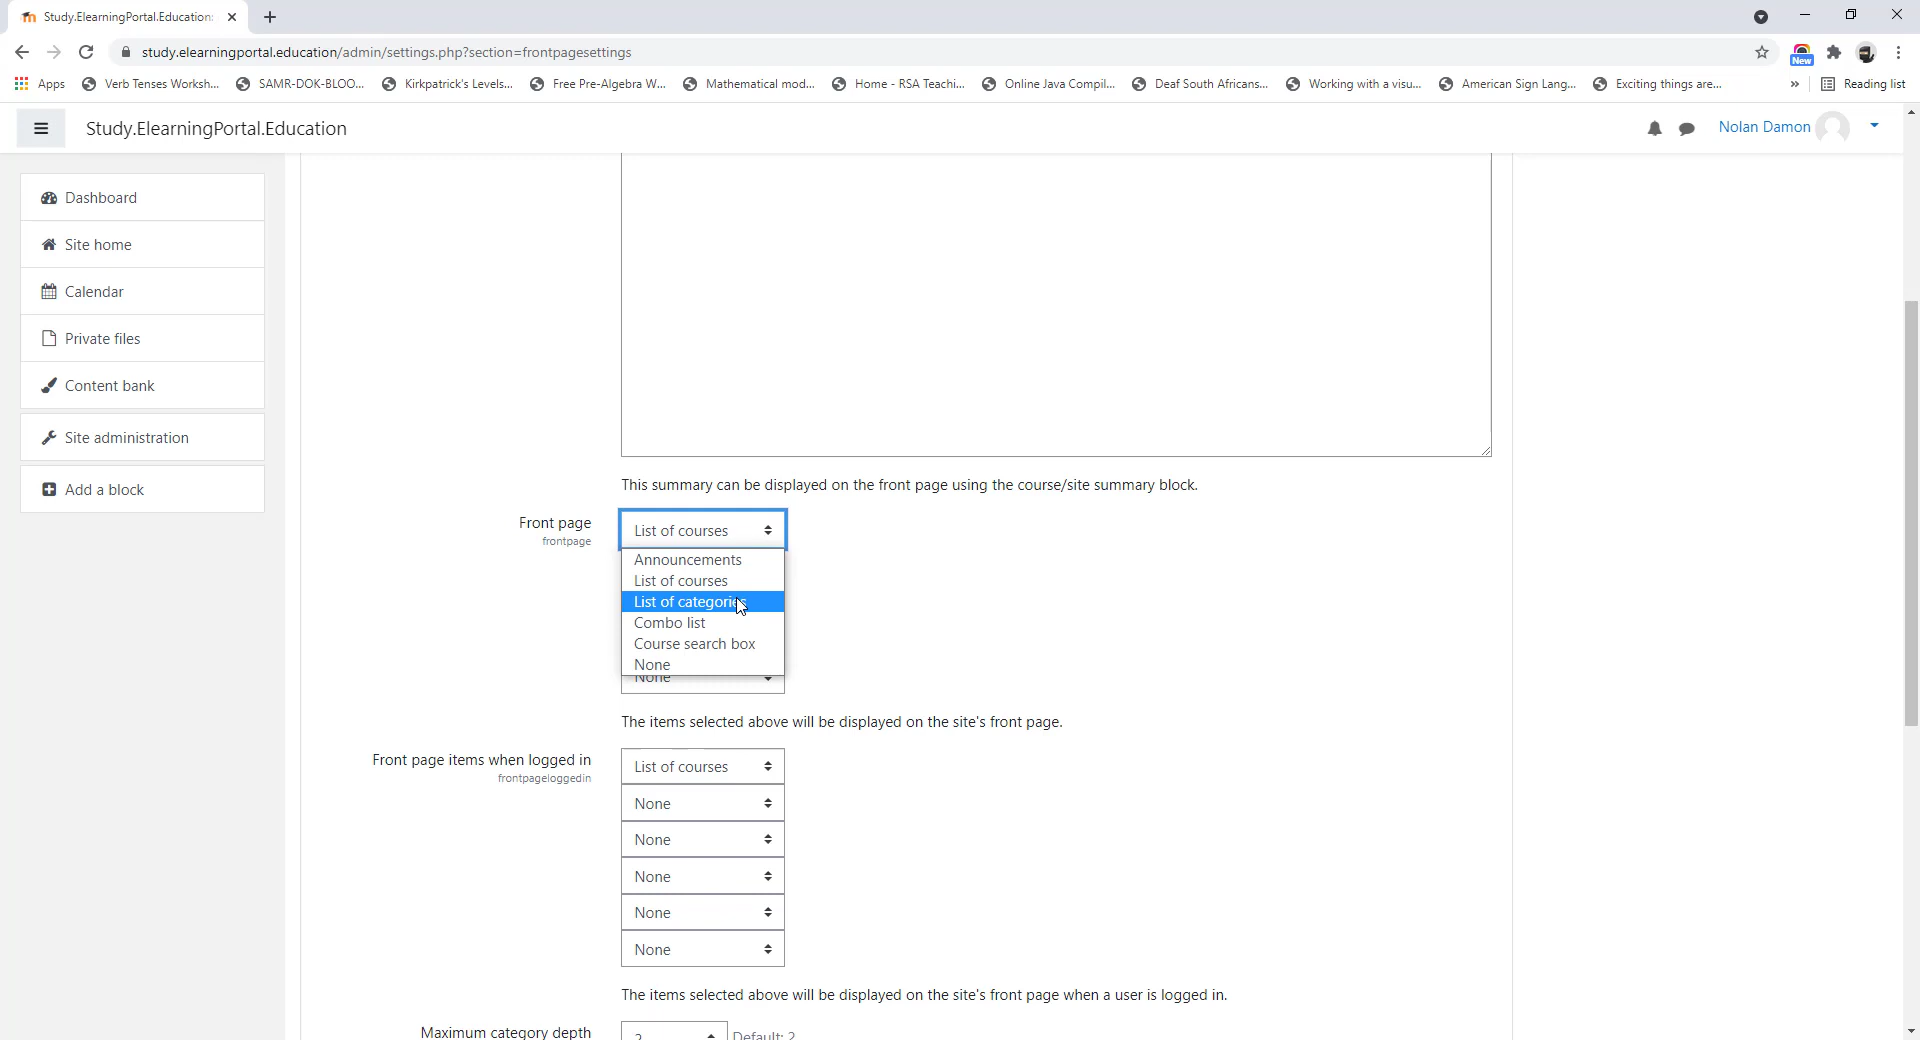 Study.ElearningPortal.Education:
study.elearningportal.education/admin/settings.php?section=frontpagesettings
New
Apps
Verb Tenses Worksh...
SAMR-DOK-BLOO...
Kirkpatrick's Levels...
Free Pre-Algebra W...
Mathematical mod...
Home - RSA Teachi...
Online Java Compil...
Deaf South Africans...
Working with a visu...
American Sign Lang...
Exciting things are...
»
Reading list
Study.ElearningPortal.Education
Nolan Damon
Dashboard
Site home
Calendar
Private files
Content bank
Site administration
Add a block
This summary can be displayed on the front page using the course/site summary block.
Front page
frontpage
List of courses
Announcements
List of courses
List of categories
Combo list
Course search box
None
None
The items selected above will be displayed on the site's front page.
Front page items when logged in
frontpageloggedin
List of courses
None
None
None
None
None
The items selected above will be displayed on the site's front page when a user is logged in.
Maximum category depth
2
Default: 2